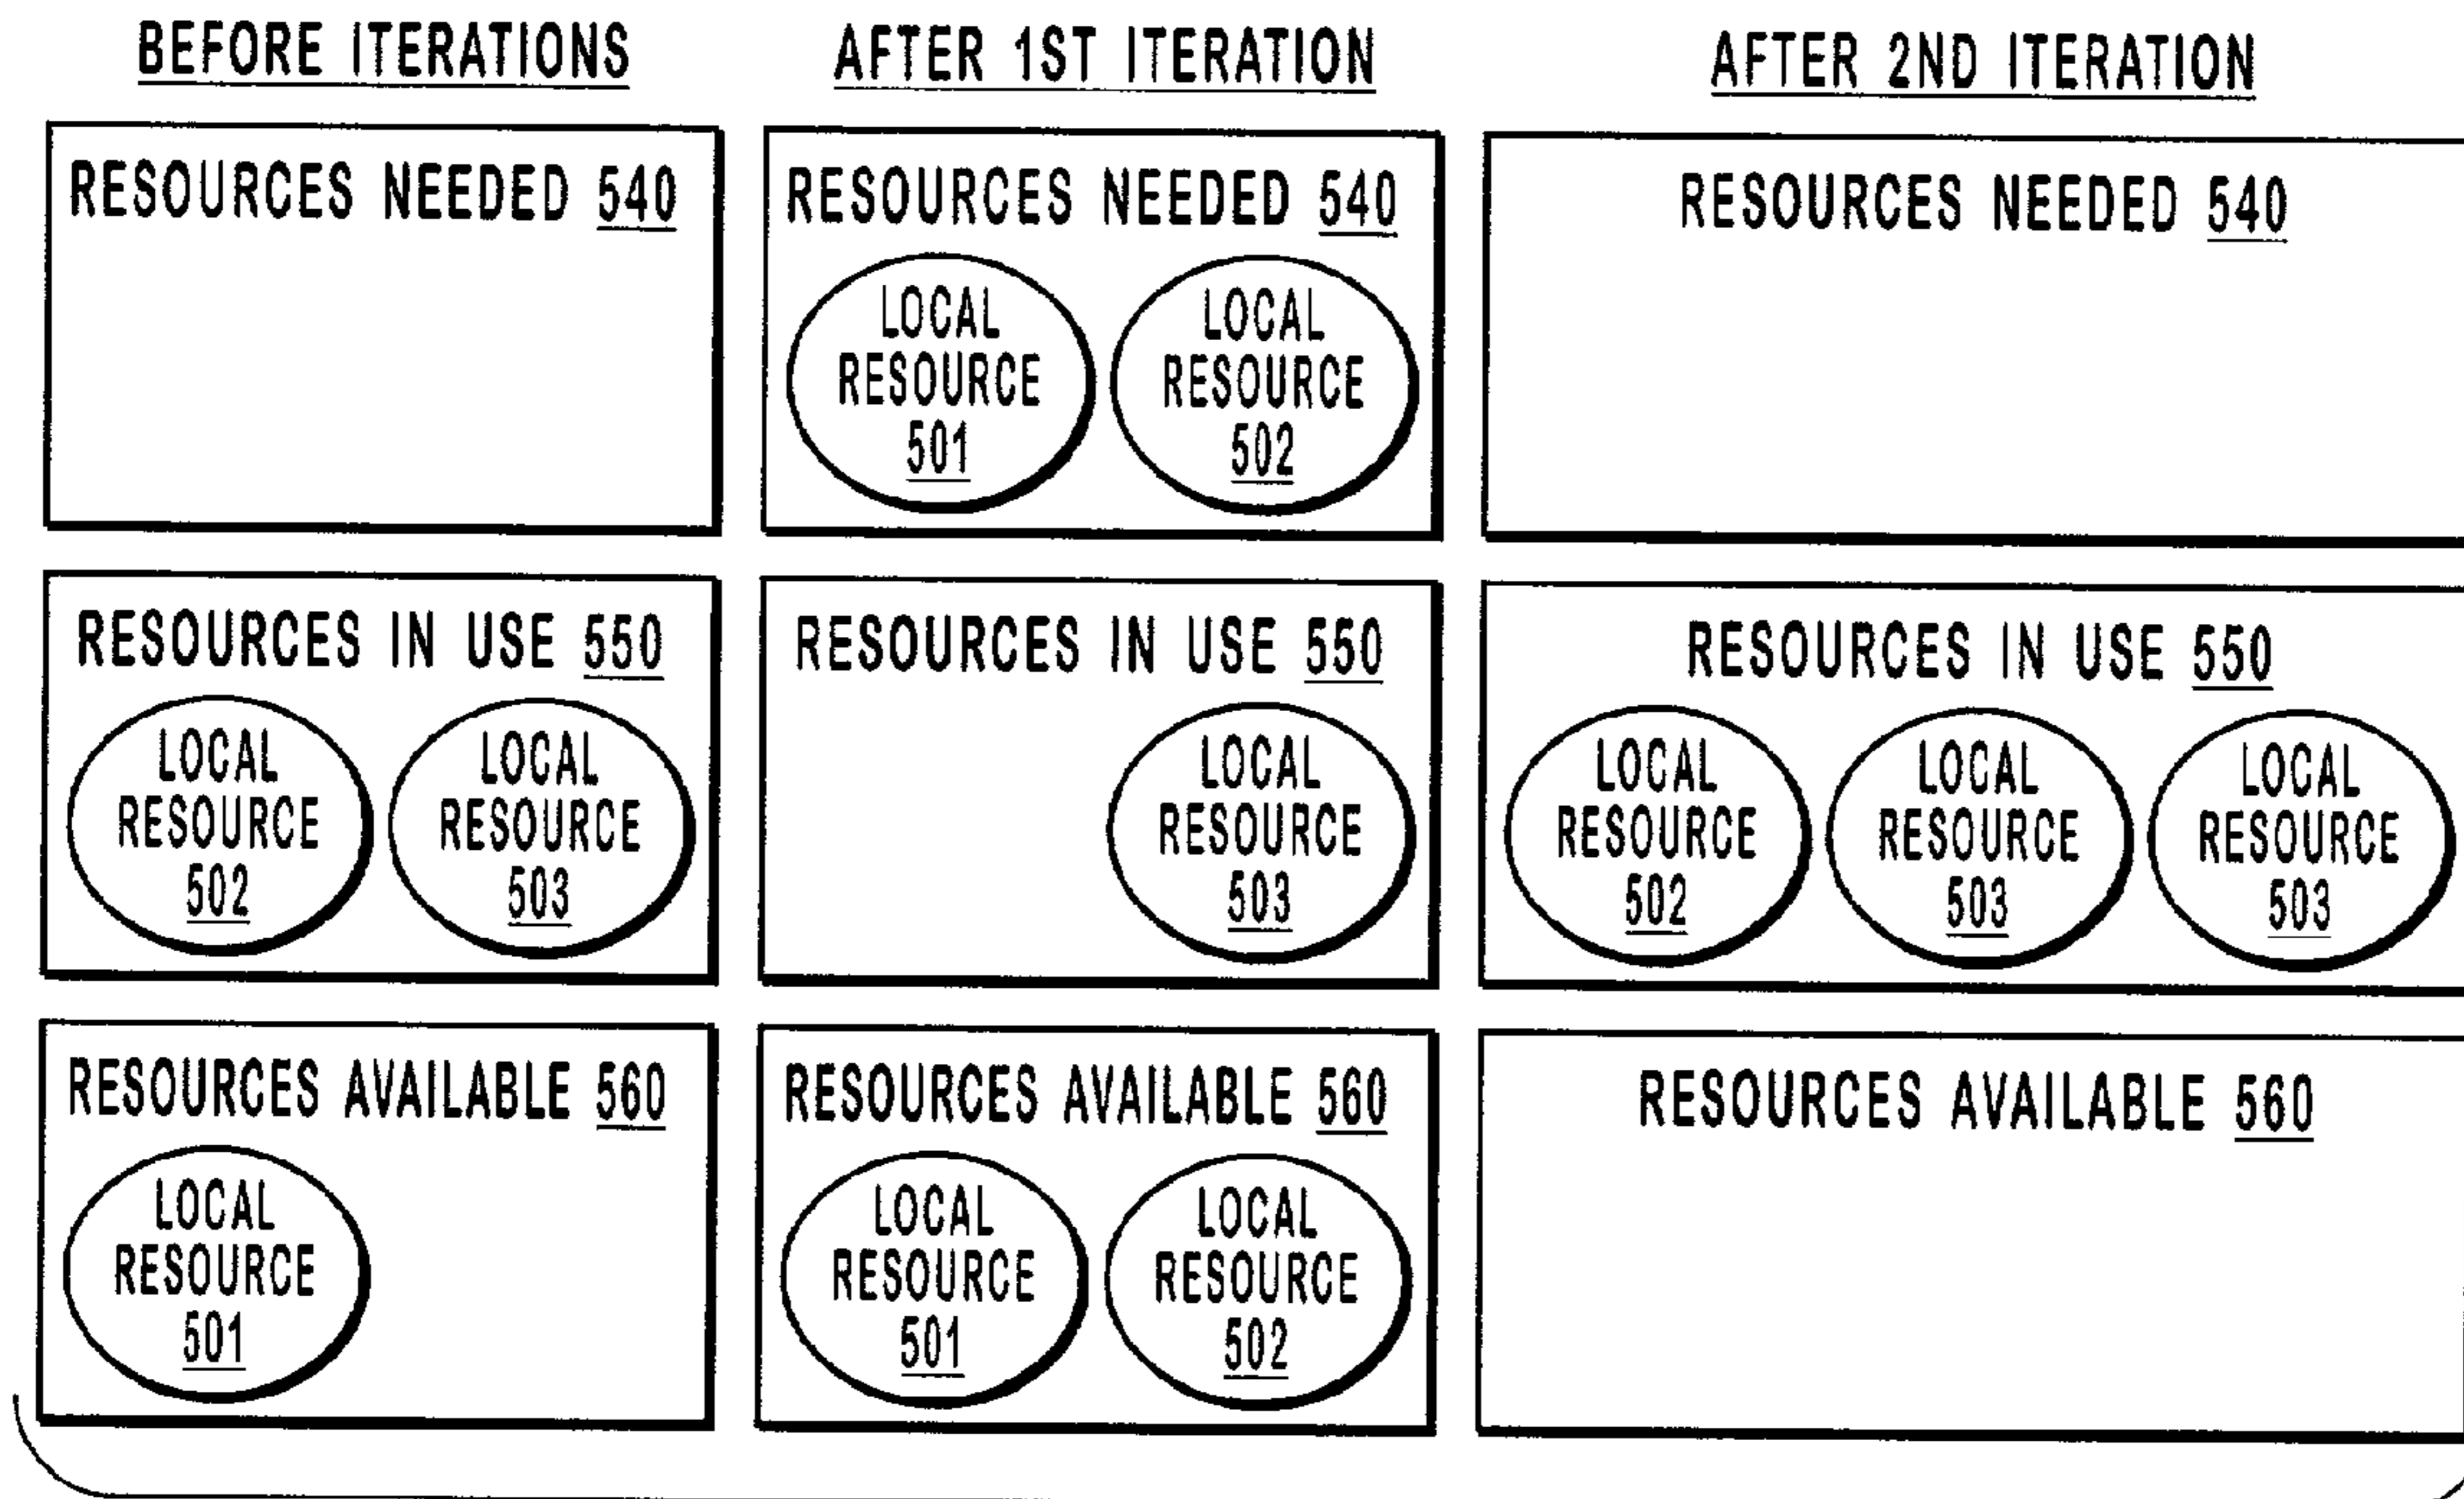 BEFORE ITERATIONS
AFTER 1ST ITERATION
AFTER 2ND ITERATION
RESOURCES NEEDED 540
RESOURCES NEEDED 540
LOCAL
RESOURCE
501
LOCAL
RESOURCE
502
RESOURCES NEEDED 540
RESOURCES IN USE 550
LOCAL
RESOURCE
502
LOCAL
RESOURCE
503
RESOURCES IN USE 550
LOCAL
RESOURCE
503
RESOURCES IN USE 550
LOCAL
RESOURCE
502
LOCAL
RESOURCE
503
LOCAL
RESOURCE
503
RESOURCES AVAILABLE 560
LOCAL
RESOURCE
501
RESOURCES AVAILABLE 560
LOCAL
RESOURCE
501
LOCAL
RESOURCE
502
RESOURCES AVAILABLE 560